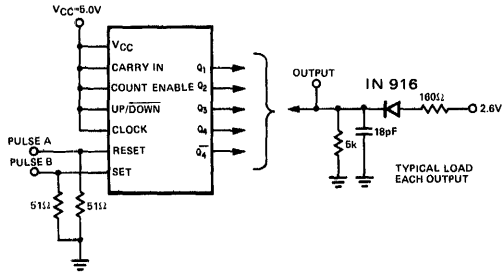 VCC=5.0V
VCC
CARRY IN
COUNT ENABLE
UP/DOWN
CLOCK
RESET
SET
Q1
Q2
Q3
Q4
Q4
PULSE A
PULSE B
51Ω
51Ω
OUTPUT
IN 916
160Ω
2.6V
5k
18pF
TYPICAL LOAD
EACH OUTPUT